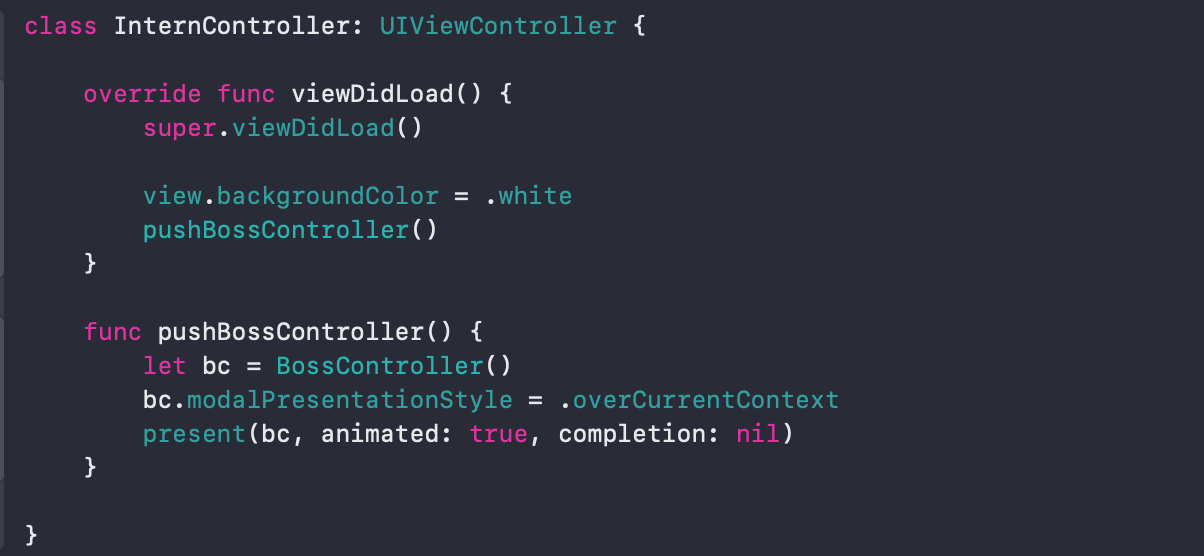 class InternController: UIViewController {
override func viewDidLoad() {
super.viewDidLoad()
view.backgroundColor = .white
pushBossController()
}
func pushBossController() {
let bc = BossController()
bc.modalPresentationStyle = .overCurrentContext
present(bc, animated: true, completion: nil)
}
}